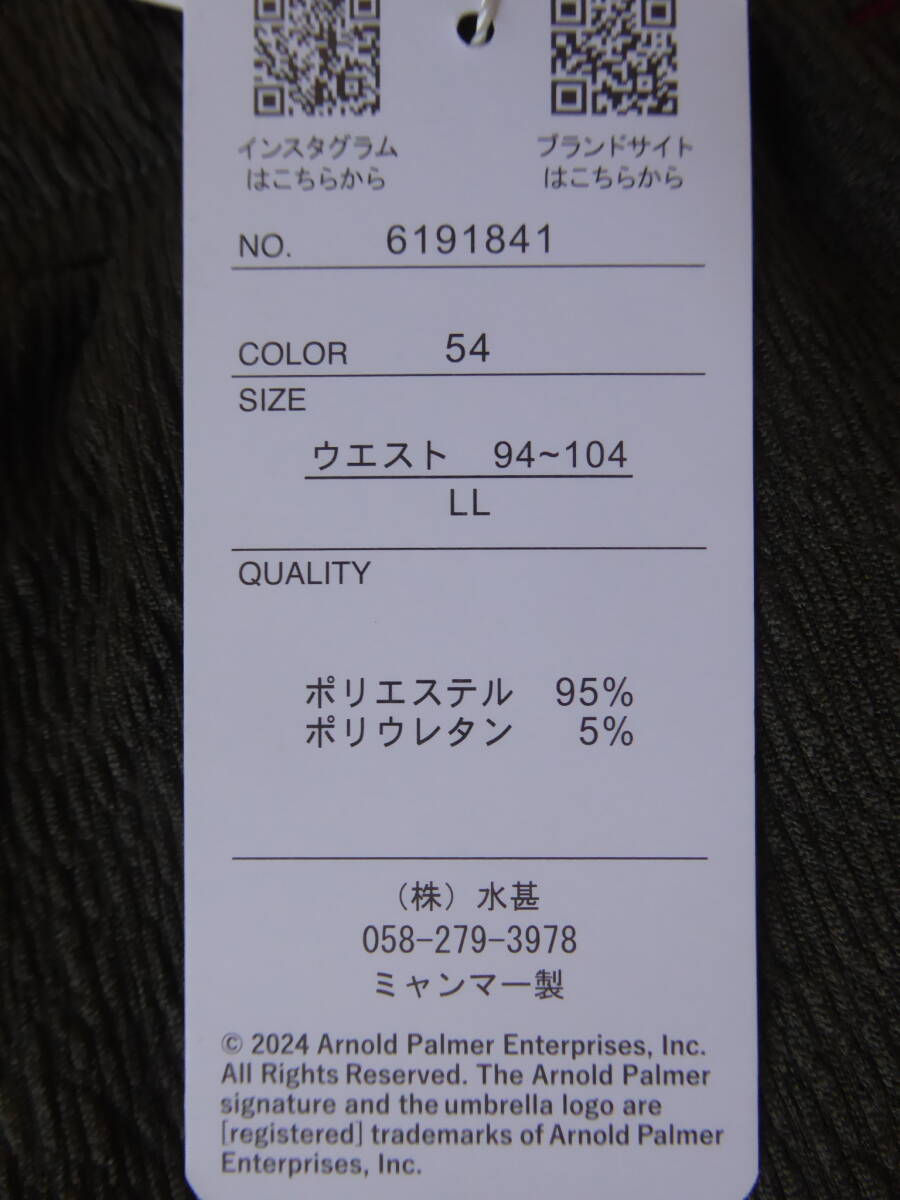 インスタグラム
はこちらから
ブランドサイト
はこちらから
NO. 6191841
COLOR 54
SIZE
ウエスト 94~104
LL
QUALITY
ポリエステル 95%
ポリウレタン 5%
（株）水甚
058-279-3978
ミャンマー製
© 2024 Arnold Palmer Enterprises, Inc.
All Rights Reserved. The Arnold Palmer
signature and the umbrella logo are
[registered] trademarks of Arnold Palmer
Enterprises, Inc.